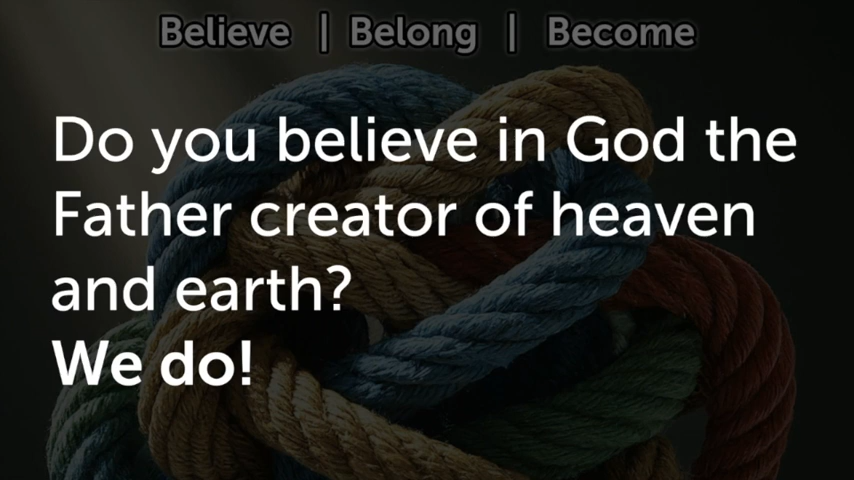 Believe | Belong | Become
Do you believe in God the
Father creator of heaven
and earth?
We do!